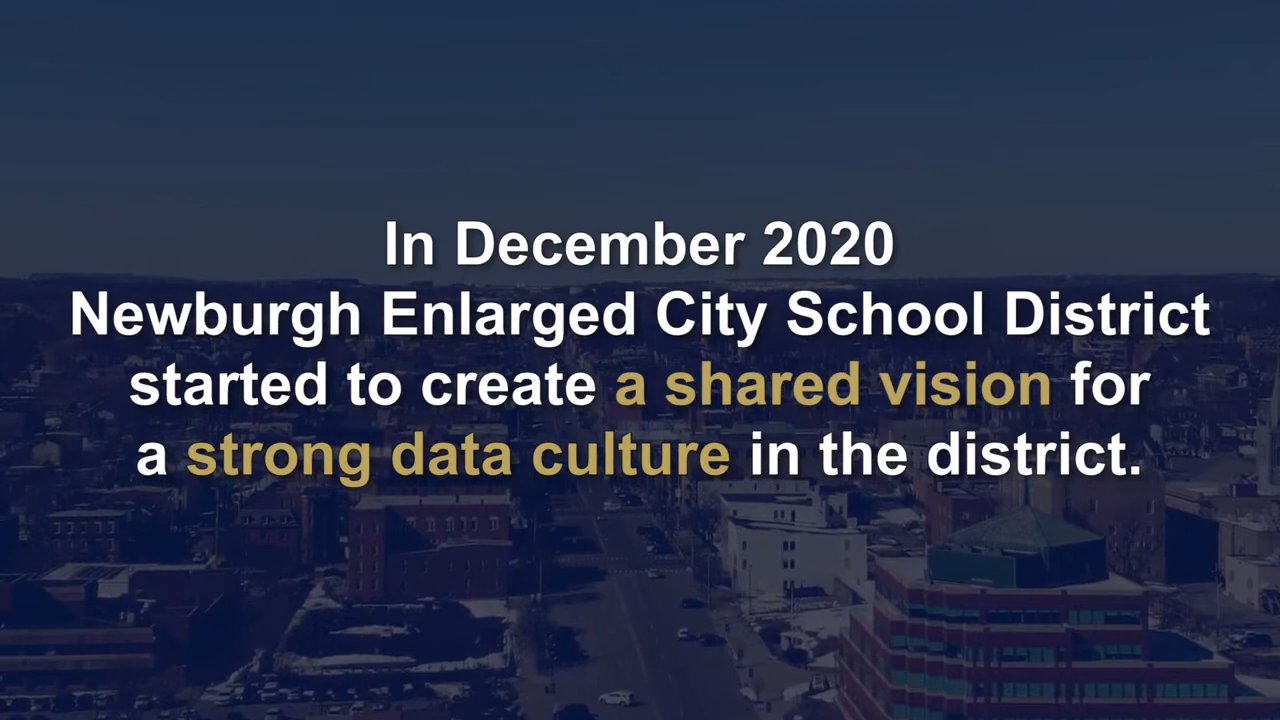 In December 2020
Newburgh Enlarged City School District
started to create a shared vision for
a strong data culture in the district.